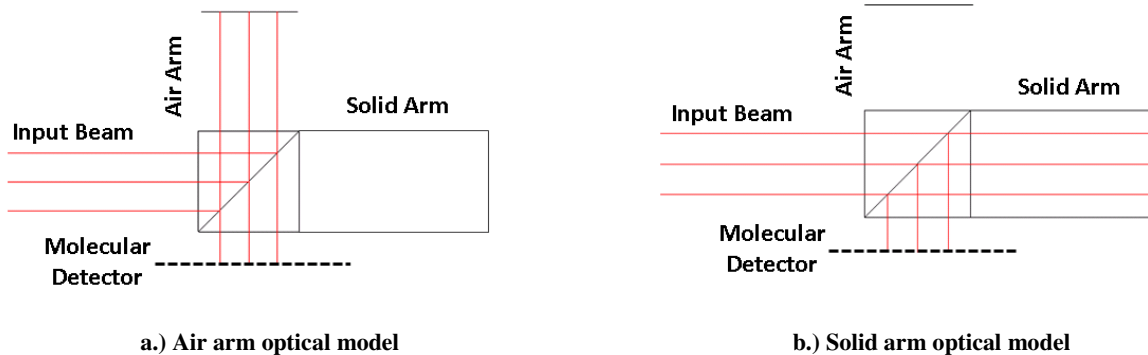 Air Arm
Solid Arm
Input Beam
Molecular
Detector
a.) Air arm optical model
Air Arm
Solid Arm
Input Beam
Molecular
Detector
b.) Solid arm optical model